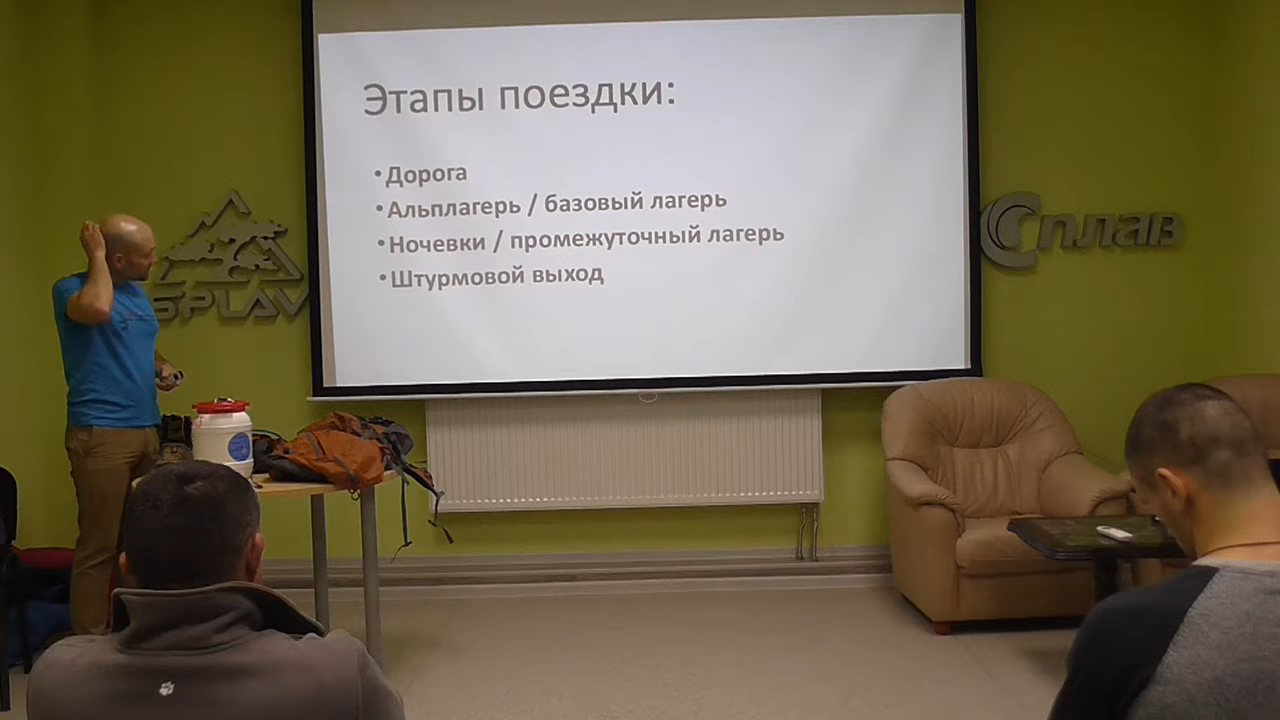 Этапы поездки:
•Дорога
•Альплагерь / базовый лагерь
•Ночевки / промежуточный лагерь
•Штурмовой выход
SPLAV
Сплав